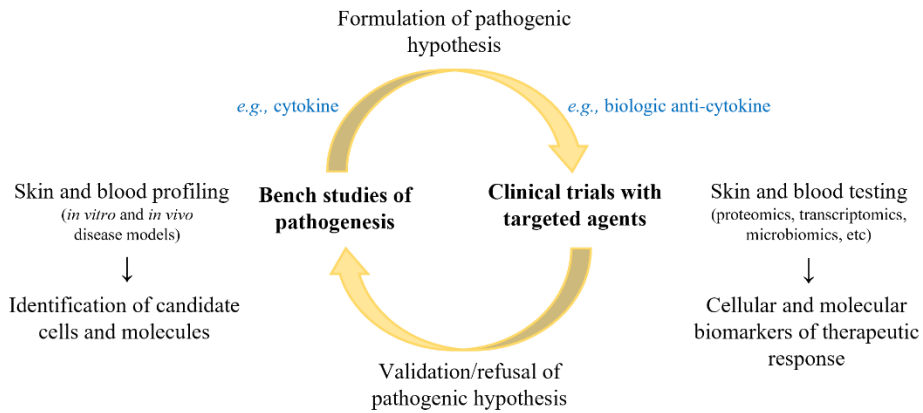 Formulation of pathogenic
hypothesis
e.g., cytokine
e.g., biologic anti-cytokine
Skin and blood profiling
(in vitro and in vivo
disease models)
↓
Identification of candidate
cells and molecules
Bench studies of
pathogenesis
Clinical trials with
targeted agents
Skin and blood testing
(proteomics, transcriptomics,
microbiomics, etc)
↓
Cellular and molecular
biomarkers of therapeutic
response
Validation/refusal of
pathogenic hypothesis